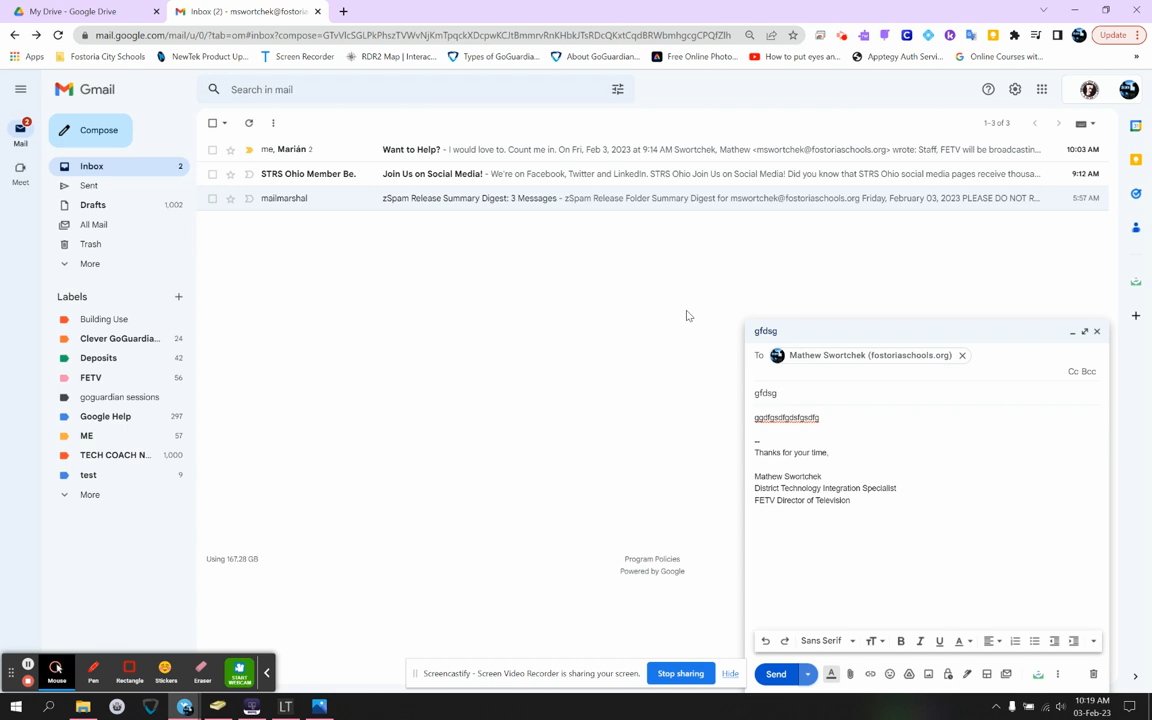 My Drive - Google Drive
Inbox (2) - mswortchek@fostoria
mail.google.com/mail/u/0/?tab=om#inbox?compose=
Update
Apps
Fostoria City Schools
NewTek Product Up...
Screen Recorder
RDR2 Map | Interac...
Types of GoGuardia...
About GoGuardian...
Free Online Photo...
How to put eyes an...
Apptegy Auth Servi...
Online Courses wit...
»
Gmail
Search in mail
2
Mail
Compose
1–3 of 3
me, Marián 2
Want to Help? - I would love to. Count me in. On Fri, Feb 3, 2023 at 9:14 AM Swortchek, Mathew <mswortchek@fostoriaschools.org> wrote: Staff, FETV will be broadcastin...
10:03 AM
Inbox 2
STRS Ohio Member Be.
Join Us on Social Media! - We're on Facebook, Twitter and LinkedIn. STRS Ohio Join Us on Social Media! Did you know that STRS Ohio social media pages receive thousa...
9:12 AM
Meet
Sent
mailmarshal
zSpam Release Summary Digest: 3 Messages - zSpam Release Folder Summary Digest for mswortchek@fostoriaschools.org Friday, February 03, 2023 PLEASE DO NOT R...
5:57 AM
Drafts 1,002
All Mail
Trash
More
Labels
Building Use
Clever GoGuardia... 24
Deposits 42
FETV 56
goguardian sessions
Google Help 297
ME 57
TECH COACH N... 1,000
test 9
More
Using 167.28 GB
Program Policies
Powered by Google
gfdsg
To Mathew Swortchek (fostoriaschools.org)
Cc Bcc
gfdsg
ggdfgsdfgdsfgsdfg
--
Thanks for your time,
Mathew Swortchek
District Technology Integration Specialist
FETV Director of Television
Sans Serif
Send
Mouse
Pen
Rectangle
Stickers
Eraser
START WEBCAM
Screencastify - Screen Video Recorder is sharing your screen.
Stop sharing
Hide
10:19 AM
03-Feb-23